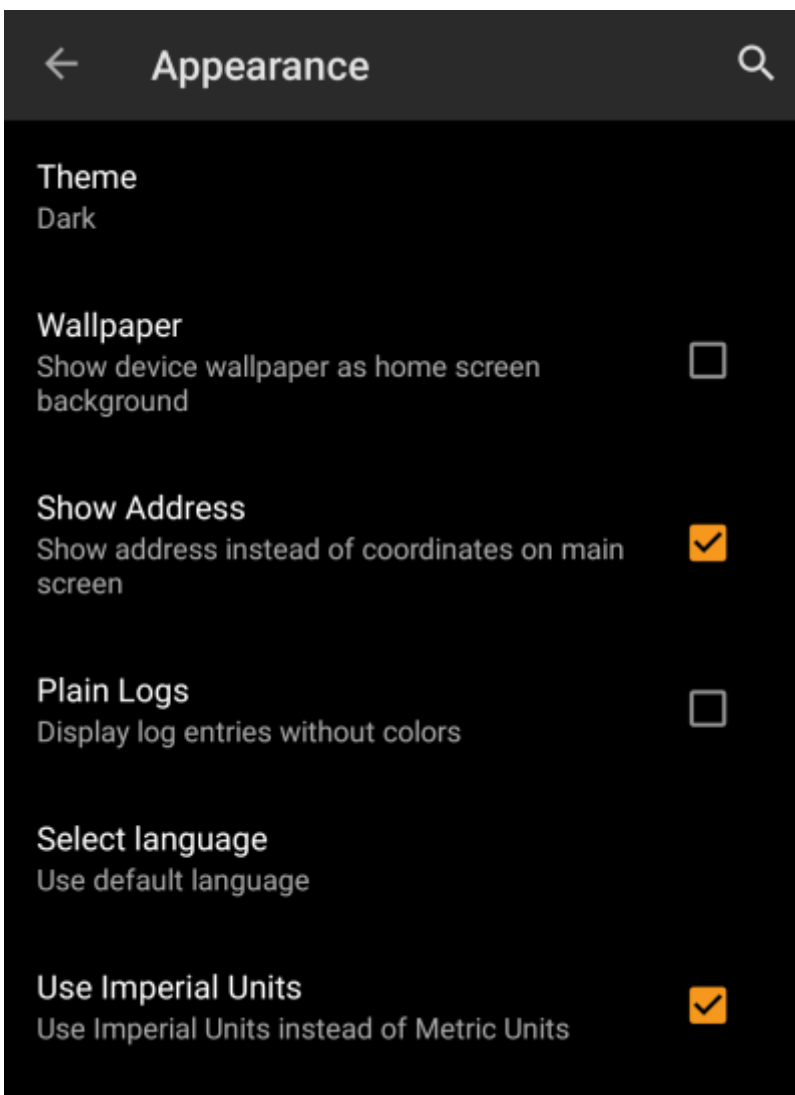 Appearance
Theme
Dark
Wallpaper
Show device wallpaper as home screen
background
Show Address
Show address instead of coordinates on main
screen
Plain Logs
Display log entries without colors
Select language
Use default language
Use Imperial Units
Use Imperial Units instead of Metric Units